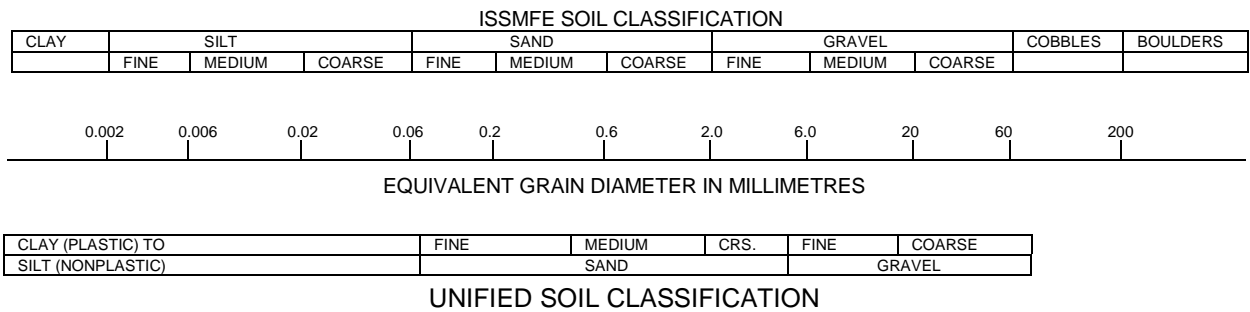 ISSMFE SOIL CLASSIFICATION
CLAY SILT SAND GRAVEL COBBLES BOULDERS
FINE MEDIUM COARSE FINE MEDIUM COARSE FINE MEDIUM COARSE
0.002 0.006 0.02 0.06 0.2 0.6 2.0 6.0 20 60 200
EQUIVALENT GRAIN DIAMETER IN MILLIMETRES
CLAY (PLASTIC) TO FINE MEDIUM CRS. FINE COARSE
SILT (NONPLASTIC) SAND GRAVEL
UNIFIED SOIL CLASSIFICATION